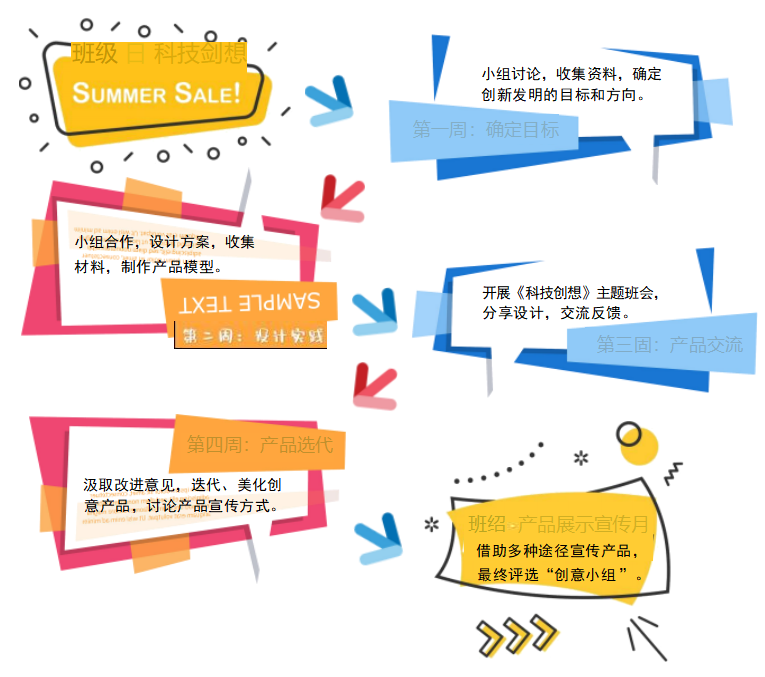 班级 日 科技剑想
SUMMER SALE!
小组讨论，收集资料，确定
创新发明的目标和方向。
第一周：确定目标
小组合作，设计方案，收集
材料，制作产品模型。
SAMPLE TEXT
第二周：设计实践
开展《科技创想》主题班会，
分享设计，交流反馈。
第三固：产品交流
第四周：产品选代
汲取改进意见，迭代、美化创
意产品，讨论产品宣传方式。
班绍 - 产品展示宣传月
借助多种途径宣传产品，
最终评选“创意小组”。